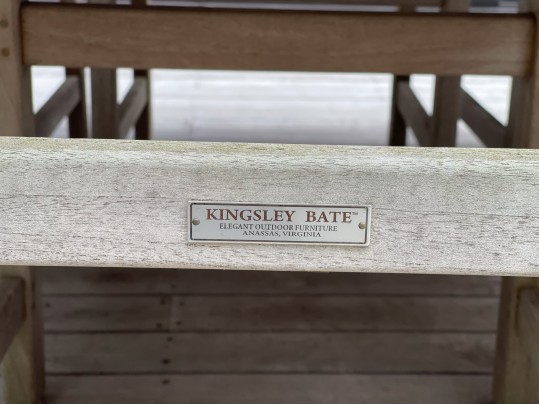 KINGSLEY BATE™
ELEGANT OUTDOOR FURNITURE
ANASSAS, VIRGINIA